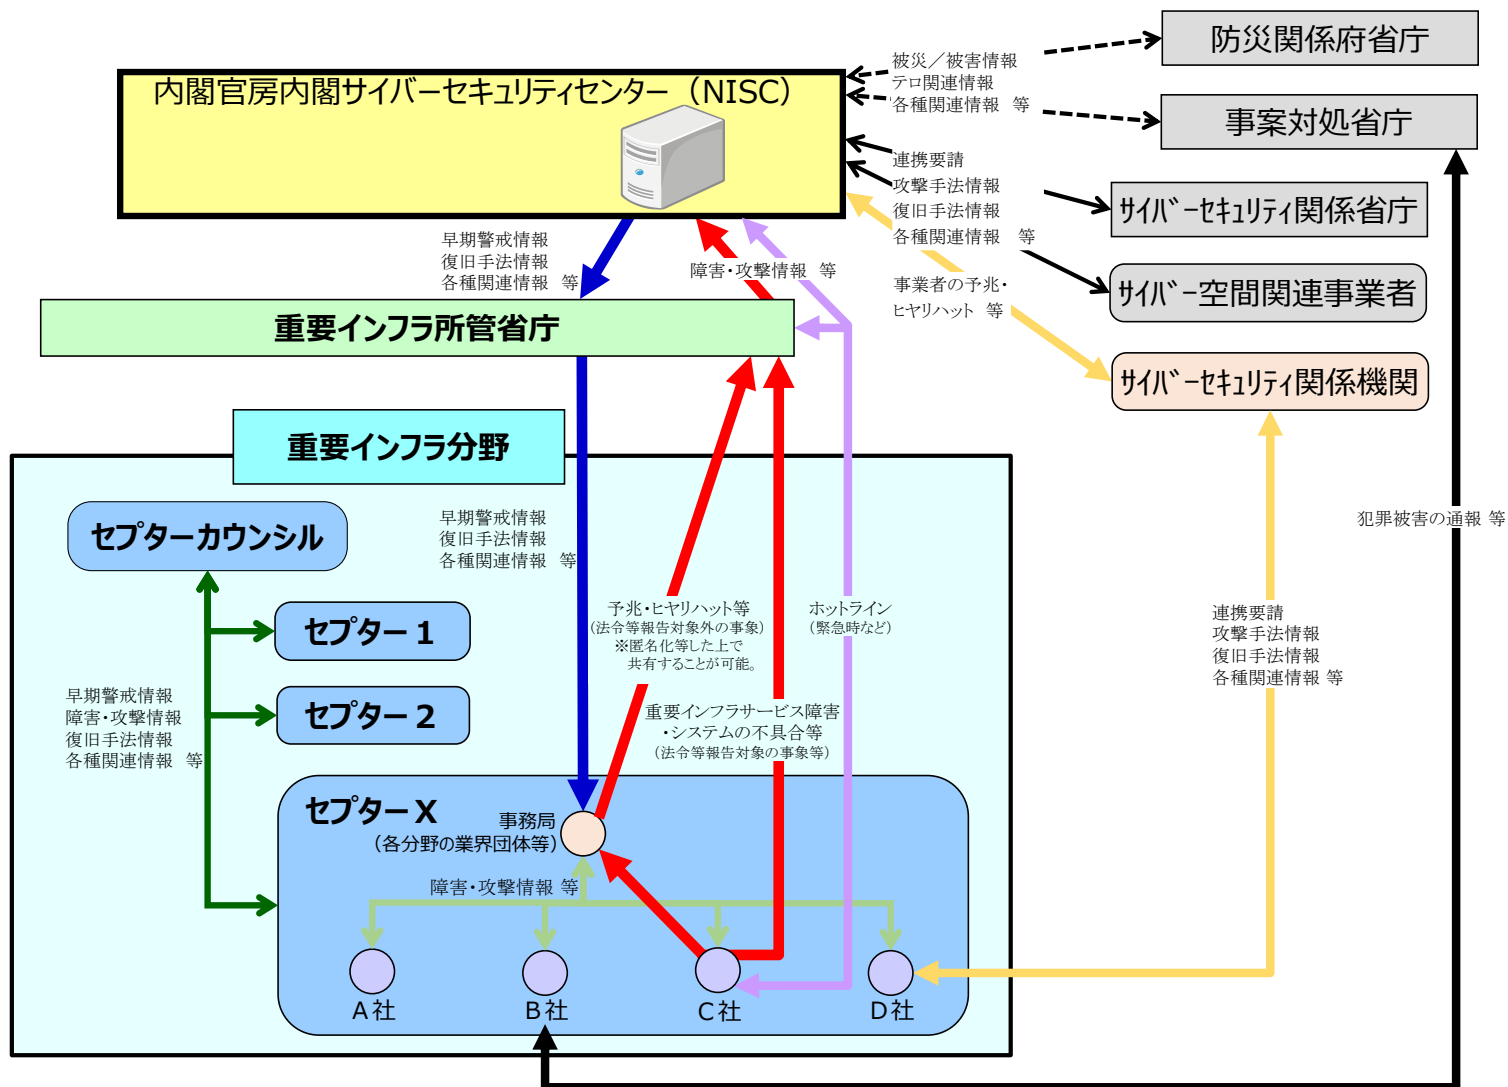 防災関係府省庁
被災／被害情報
テロ関連情報
各種関連情報　等
内閣官房内閣サイバーセキュリティセンター（NISC）
事案対処省庁
連携要請
攻撃手法情報
復旧手法情報
各種関連情報　等
サイバーセキュリティ関係省庁
早期警戒情報
復旧手法情報
各種関連情報　等
障害・攻撃情報　等
事業者の予兆・
ヒヤリハット　等
サイバー空間関連事業者
重要インフラ所管省庁
サイバーセキュリティ関係機関
重要インフラ分野
セプターカウンシル
早期警戒情報
復旧手法情報
各種関連情報　等
犯罪被害の通報 等
予兆・ヒヤリハット等
（法令等報告対象外の事象）
※匿名化等した上で
共有することが可能。
ホットライン
（緊急時など）
連携要請
攻撃手法情報
復旧手法情報
各種関連情報 等
セプター１
セプター２
早期警戒情報
障害・攻撃情報
復旧手法情報
各種関連情報　等
重要インフラサービス障害
・システムの不具合等
（法令等報告対象の事象等）
セプターX
事務局
（各分野の業界団体等）
障害・攻撃情報 等
A社
B社
C社
D社